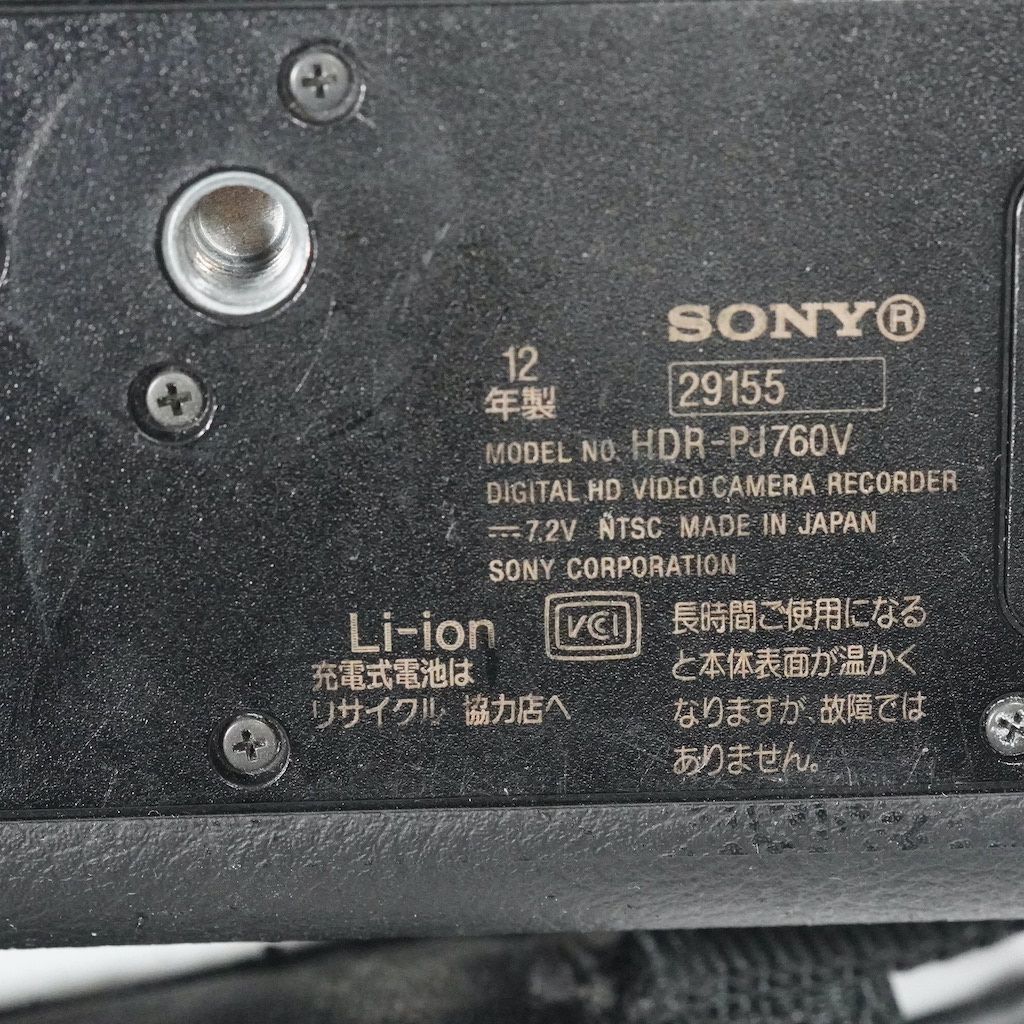 SONY®
12
年製
29155
MODEL NO. HDR-PJ760V
DIGITAL HD VIDEO CAMERA RECORDER
⎓7.2V NTSC MADE IN JAPAN
SONY CORPORATION
Li-ion
充電式電池は
リサイクル 協力店へ
VCI
長時間ご使用になる
と本体表面が温かく
なりますが、故障では
ありません。